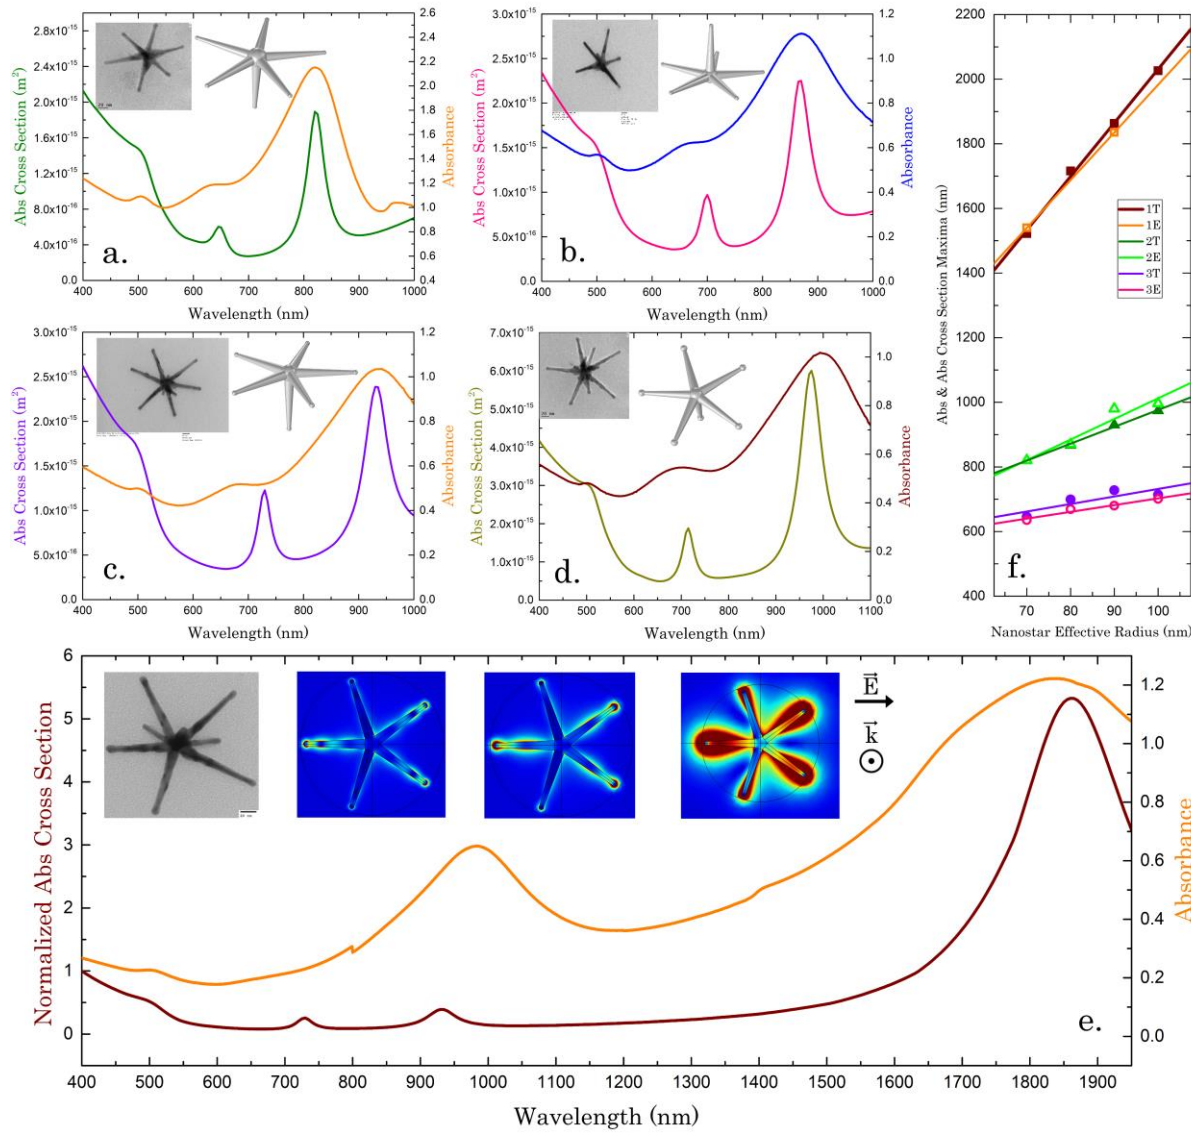 Abs Cross Section (m²)
2.8x10⁻¹⁵
2.4x10⁻¹⁵
2.0x10⁻¹⁵
1.6x10⁻¹⁵
1.2x10⁻¹⁵
8.0x10⁻¹⁶
4.0x10⁻¹⁶
0.0
400 500 600 700 800 900 1000
Wavelength (nm)
2.6
2.4
2.2
2.0
1.8
1.6
1.4
1.2
1.0
0.8
0.6
0.4
Absorbance
a.
Abs Cross Section (m²)
3.0x10⁻¹⁵
2.5x10⁻¹⁵
2.0x10⁻¹⁵
1.5x10⁻¹⁵
1.0x10⁻¹⁵
5.0x10⁻¹⁶
0.0
400 500 600 700 800 900 1000
Wavelength (nm)
1.2
1.0
0.8
0.6
0.4
0.2
0.0
Absorbance
b.
Abs Cross Section (m²)
3.0x10⁻¹⁵
2.5x10⁻¹⁵
2.0x10⁻¹⁵
1.5x10⁻¹⁵
1.0x10⁻¹⁵
5.0x10⁻¹⁶
0.0
400 500 600 700 800 900 1000
Wavelength (nm)
1.2
1.0
0.8
0.6
0.4
0.2
0.0
Absorbance
c.
Abs Cross Section (m²)
7.0x10⁻¹⁵
6.0x10⁻¹⁵
5.0x10⁻¹⁵
4.0x10⁻¹⁵
3.0x10⁻¹⁵
2.0x10⁻¹⁵
1.0x10⁻¹⁵
0.0
400 500 600 700 800 900 1000 1100
Wavelength (nm)
1.0
0.8
0.6
0.4
0.2
0.0
Absorbance
d.
Abs & Abs Cross Section Maxima (nm)
2200
2000
1800
1600
1400
1200
1000
800
600
400
1T
1E
2T
2E
3T
3E
f.
70 80 90 100
Nanostar Effective Radius (nm)
Normalized Abs Cross Section
6
5
4
3
2
1
0
E
k
1.2
1.0
0.8
0.6
0.4
0.2
0.0
Absorbance
e.
400 500 600 700 800 900 1000 1100 1200 1300 1400 1500 1600 1700 1800 1900
Wavelength (nm)